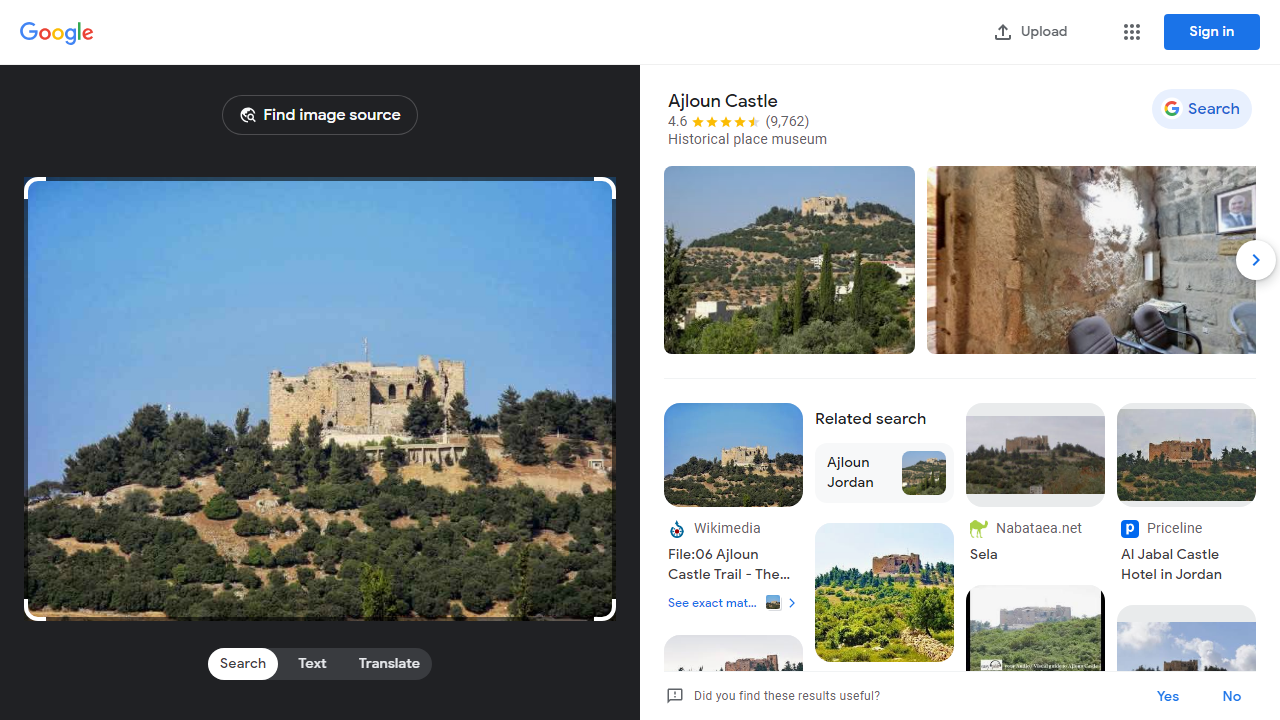 Google
Upload
Sign in
Find image source
Ajloun Castle
4.6
(9,762)
Historical place museum
Search
Related search
Ajloun
Jordan
Wikimedia
File:06 Ajloun
Castle Trail - The...
See exact mat...
Nabataea.net
Sela
Priceline
Al Jabal Castle
Hotel in Jordan
Search
Text
Translate
Did you find these results useful?
Yes
No